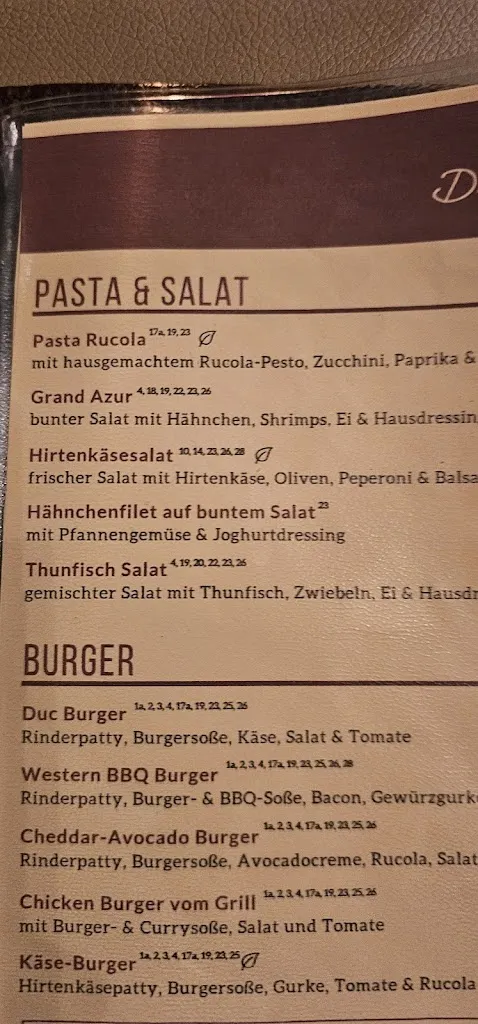 D
PASTA & SALAT
Pasta Rucola 17a, 19, 23
mit hausgemachtem Rucola-Pesto, Zucchini, Paprika &
Grand Azur 4, 18, 19, 22, 23, 26
bunter Salat mit Hähnchen, Shrimps, Ei & Hausdressin
Hirtenkäsesalat 10, 14, 23, 26, 28
frischer Salat mit Hirtenkäse, Oliven, Peperoni & Balsa
Hähnchenfilet auf buntem Salat 23
mit Pfannengemüse & Joghurtdressing
Thunfisch Salat 4, 19, 20, 22, 23, 26
gemischter Salat mit Thunfisch, Zwiebeln, Ei & Hausdr
BURGER
Duc Burger 1a, 2, 3, 4, 17a, 19, 23, 25, 26
Rinderpatty, Burgersoße, Käse, Salat & Tomate
Western BBQ Burger 1a, 2, 3, 4, 17a, 19, 23, 25, 26, 28
Rinderpatty, Burger- & BBQ-Soße, Bacon, Gewürzgurk
Cheddar-Avocado Burger 1a, 2, 3, 4, 17a, 19, 23, 25, 26
Rinderpatty, Burgersoße, Avocadocreme, Rucola, Salat
Chicken Burger vom Grill 1a, 2, 3, 4, 17a, 19, 23, 25, 26
mit Burger- & Currysoße, Salat und Tomate
Käse-Burger 1a, 2, 3, 4, 17a, 19, 23, 25
Hirtenkäsepatty, Burgersoße, Gurke, Tomate & Rucola